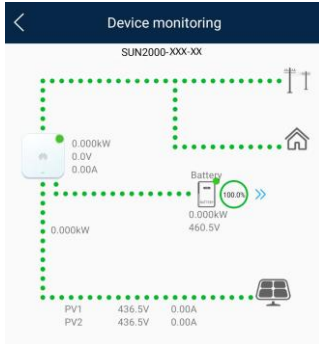 Device monitoring
SUN2000-XXX-XX
0.000kW
0.0V
0.00A
Battery
100.0%
0.000kW
460.5V
0.000kW
PV1 436.5V 0.00A
PV2 436.5V 0.00A